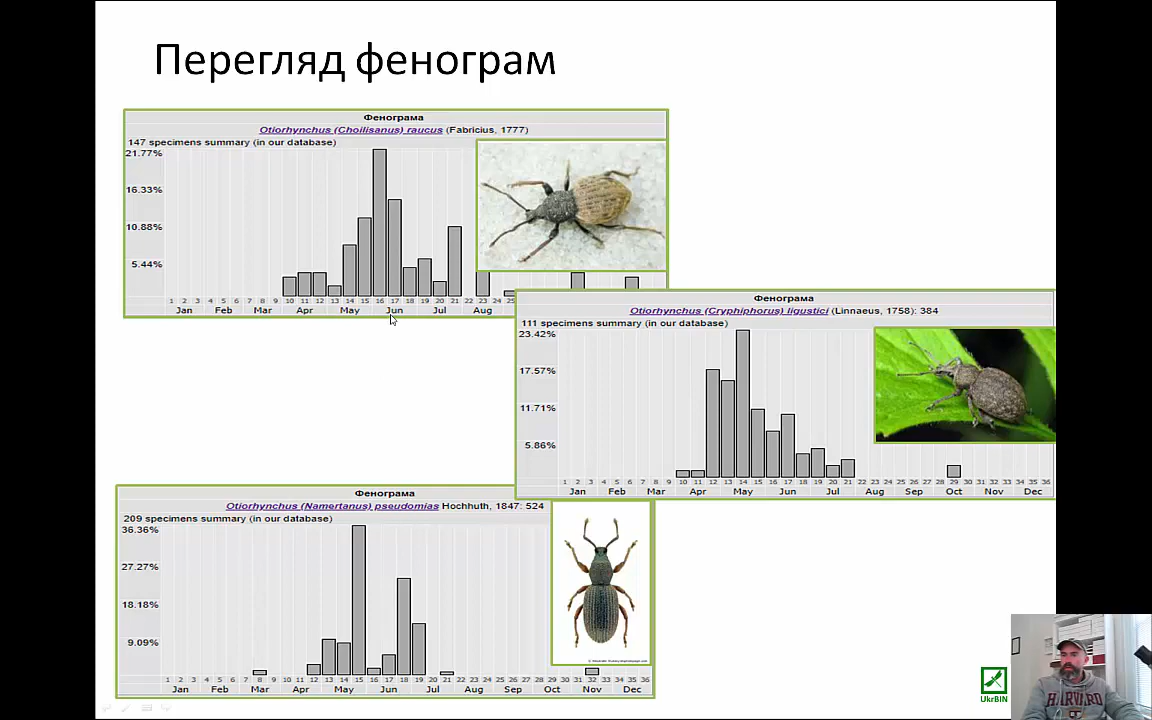 Перегляд фенограм
Фенограма
Otiorhynchus (Choilisanus) raucus (Fabricius, 1777)
147 specimens summary (in our database)
21.77%
16.33%
10.88%
5.44%
1 2 3 4 5 6 7 8 9 10 11 12 13 14 15 16 17 18 19 20 21 22 23 24 25
Jan Feb Mar Apr May Jun Jul Aug
Фенограма
Otiorhynchus (Cryphiphorus) ligustici (Linnaeus, 1758): 384
111 specimens summary (in our database)
23.42%
17.57%
11.71%
5.86%
1 2 3 4 5 6 7 8 9 10 11 12 13 14 15 16 17 18 19 20 21 22 23 24 25 26 27 28 29 30 31 32 33 34 35 36
Jan Feb Mar Apr May Jun Jul Aug Sep Oct Nov Dec
Фенограма
Otiorhynchus (Namertanus) pseudomias Hochhuth, 1847: 524
209 specimens summary (in our database)
36.36%
27.27%
18.18%
9.09%
1 2 3 4 5 6 7 8 9 10 11 12 13 14 15 16 17 18 19 20 21 22 23 24 25 26 27 28 29 30 31 32 33 34 35 36
Jan Feb Mar Apr May Jun Jul Aug Sep Oct Nov Dec
UkrBIN
HARVARD